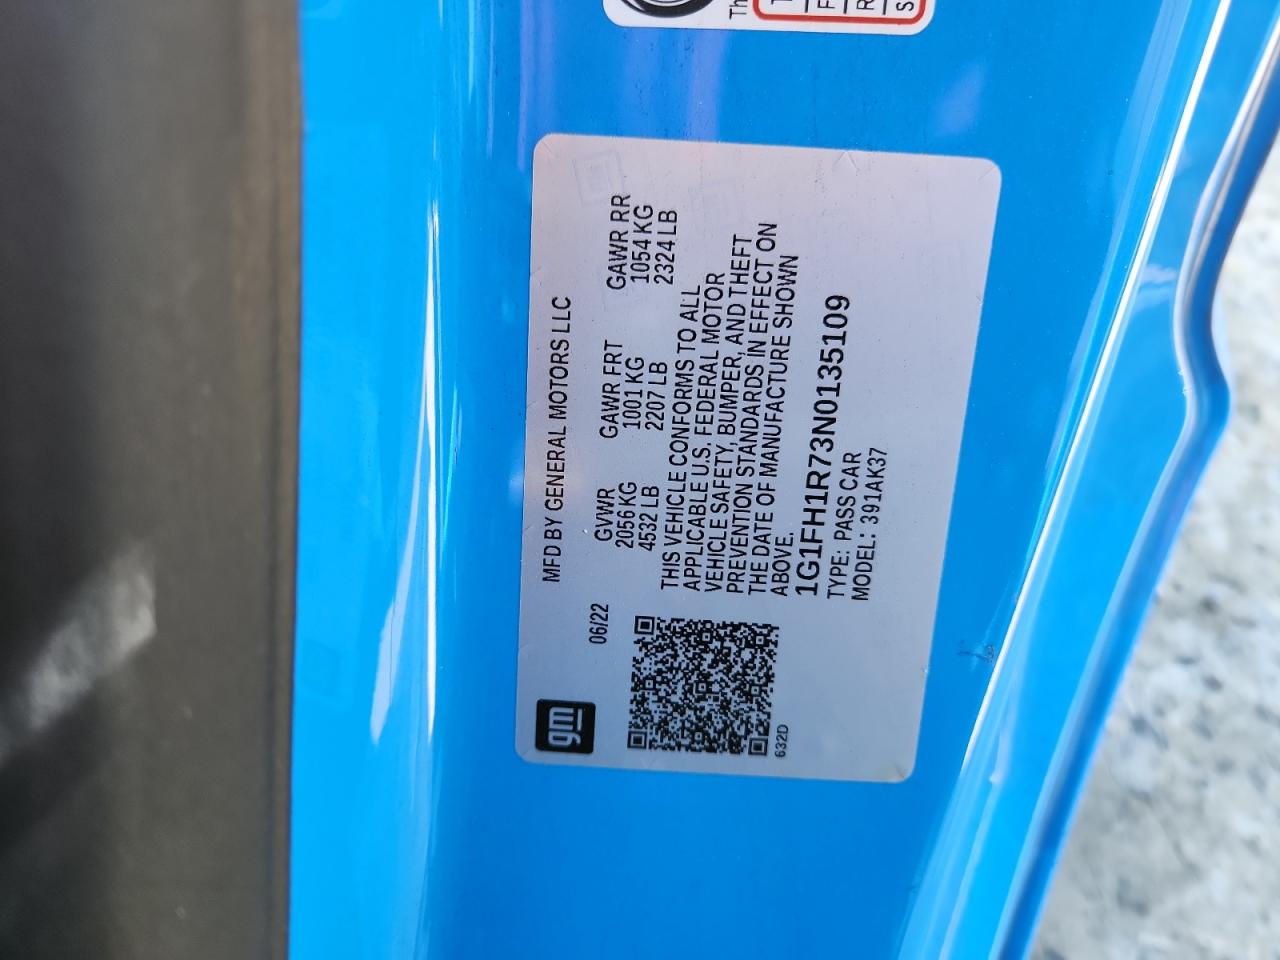 gm
06/22
632D
MFD BY GENERAL MOTORS LLC
GVWR GAWR FRT GAWR RR
2056 KG 1001 KG 1054 KG
4532 LB 2207 LB 2324 LB
THIS VEHICLE CONFORMS TO ALL
APPLICABLE U.S. FEDERAL MOTOR
VEHICLE SAFETY, BUMPER, AND THEFT
PREVENTION STANDARDS IN EFFECT ON
THE DATE OF MANUFACTURE SHOWN
ABOVE.
1G1FH1R73N0135109
TYPE: PASS CAR
MODEL: 391AK37
Th